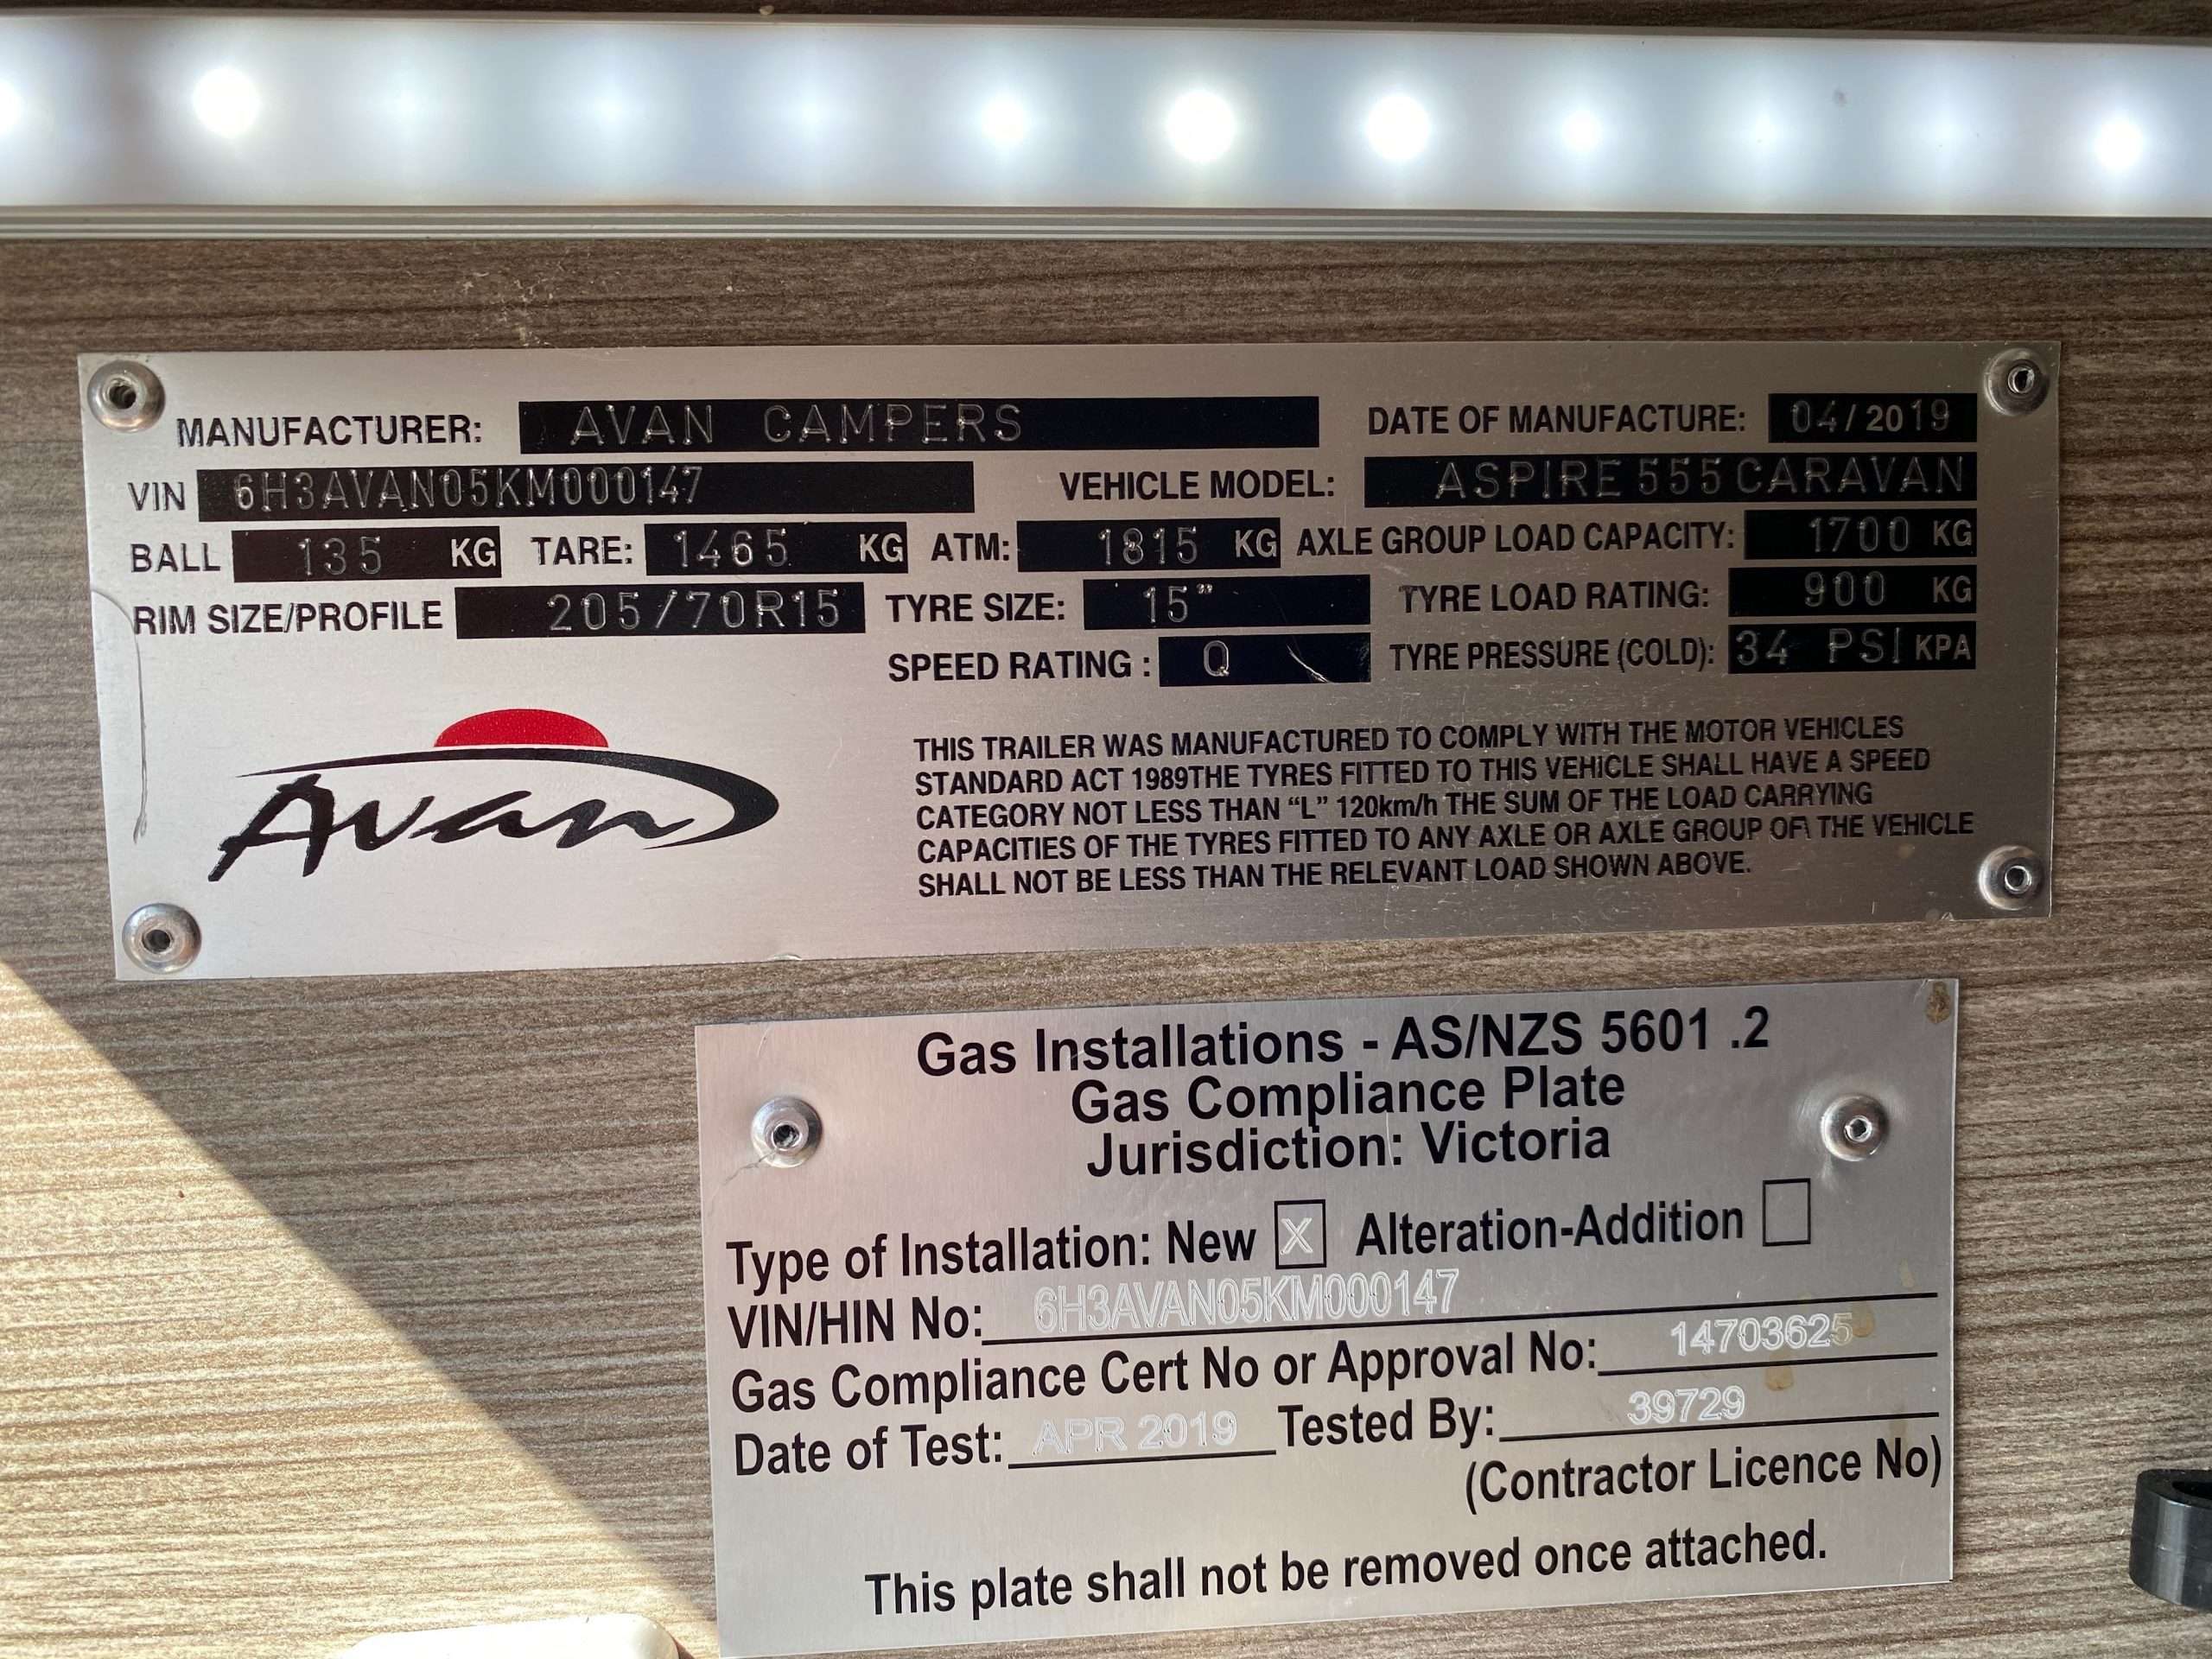 MANUFACTURER: AVAN CAMPERS DATE OF MANUFACTURE: 04/2019
VIN 6H3AVAN05KM000147 VEHICLE MODEL: ASPIRE 555 CARAVAN
BALL 135 KG TARE: 1465 KG ATM: 1815 KG AXLE GROUP LOAD CAPACITY: 1700 KG
RIM SIZE/PROFILE 205/70R15 TYRE SIZE: 15" TYRE LOAD RATING: 900 KG
SPEED RATING : Q TYRE PRESSURE (COLD): 34 PSI KPA
Avan
THIS TRAILER WAS MANUFACTURED TO COMPLY WITH THE MOTOR VEHICLES
STANDARD ACT 1989THE TYRES FITTED TO THIS VEHICLE SHALL HAVE A SPEED
CATEGORY NOT LESS THAN “L” 120km/h THE SUM OF THE LOAD CARRYING
CAPACITIES OF THE TYRES FITTED TO ANY AXLE OR AXLE GROUP OF THE VEHICLE
SHALL NOT BE LESS THAN THE RELEVANT LOAD SHOWN ABOVE.
Gas Installations - AS/NZS 5601 .2
Gas Compliance Plate
Jurisdiction: Victoria
Type of Installation: New X Alteration-Addition
VIN/HIN No: 6H3AVAN05KM000147
Gas Compliance Cert No or Approval No: 14703625
Date of Test: APR 2019 Tested By: 39729
(Contractor Licence No)
This plate shall not be removed once attached.